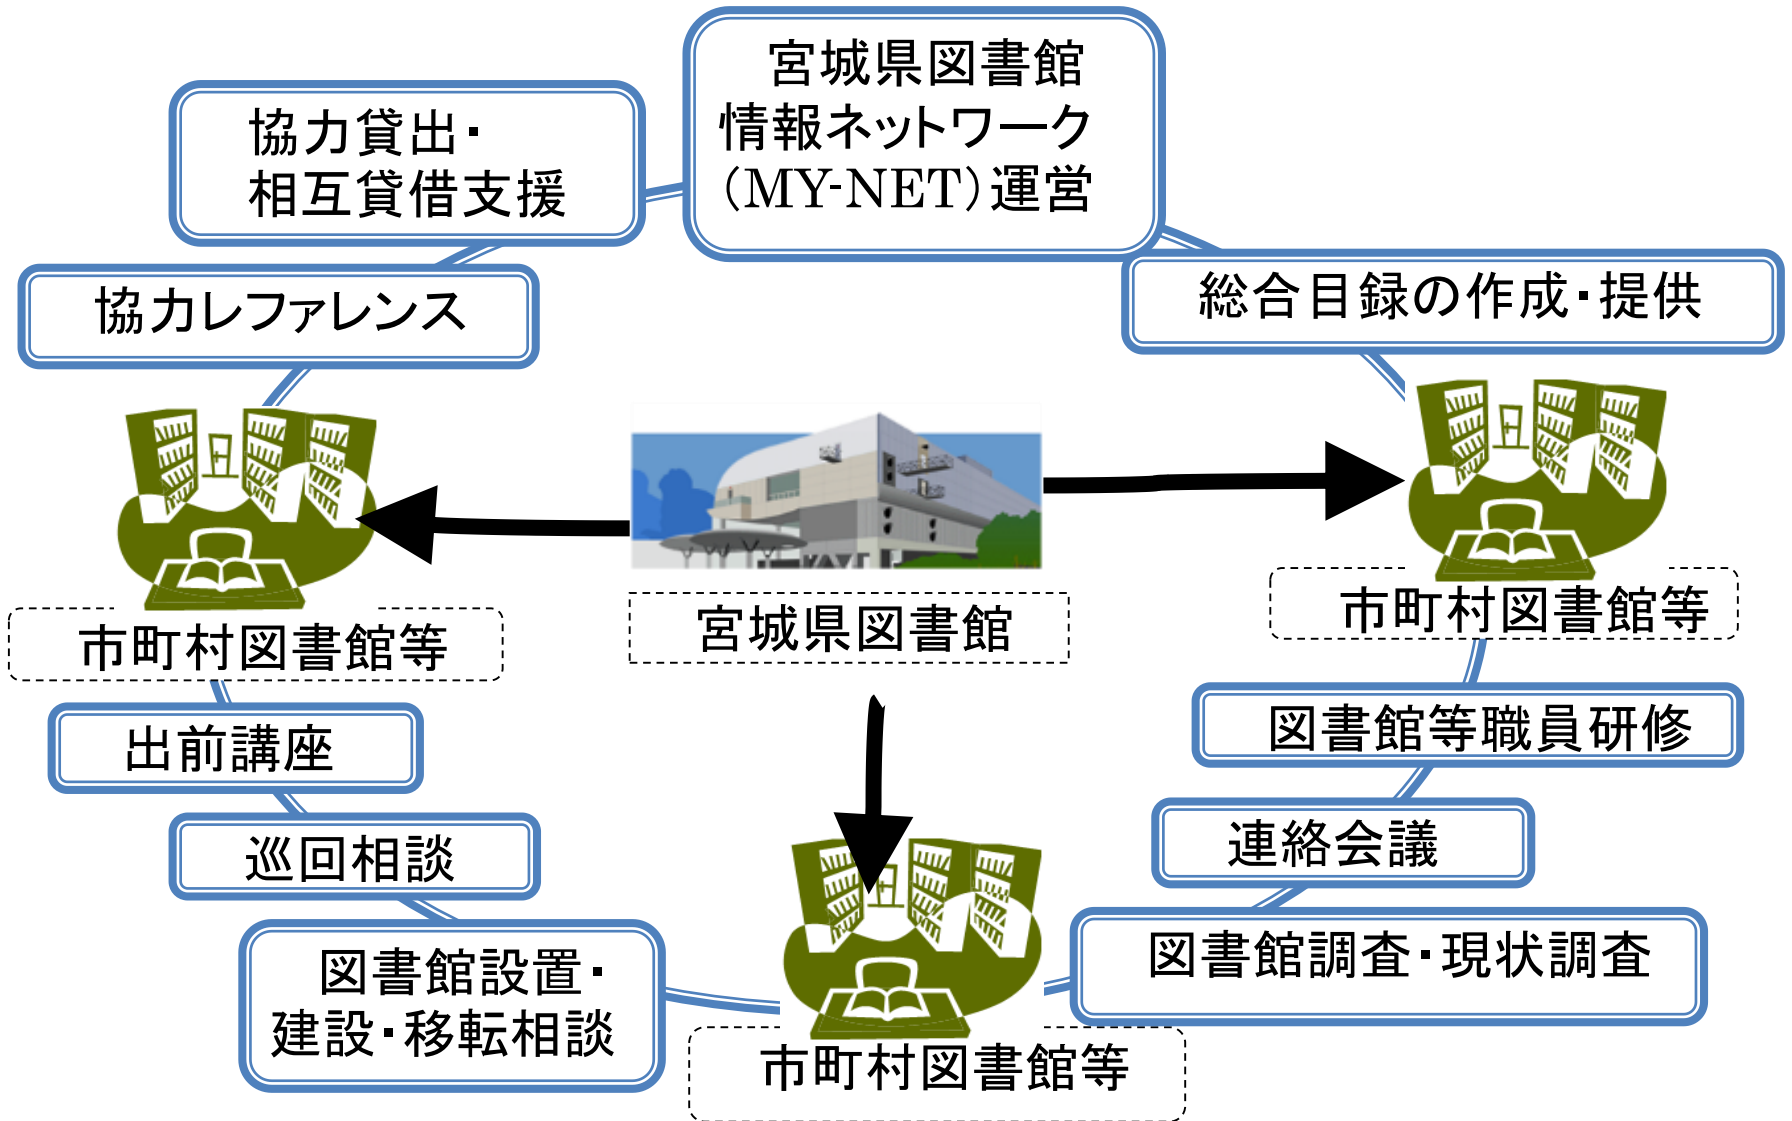 宮城県図書館
情報ネットワーク
（MY-NET）運営
協力貸出・
相互貸借支援
総合目録の作成・提供
協力レファレンス
市町村図書館等
宮城県図書館
市町村図書館等
出前講座
図書館等職員研修
巡回相談
連絡会議
図書館設置・
建設・移転相談
図書館調査・現状調査
市町村図書館等